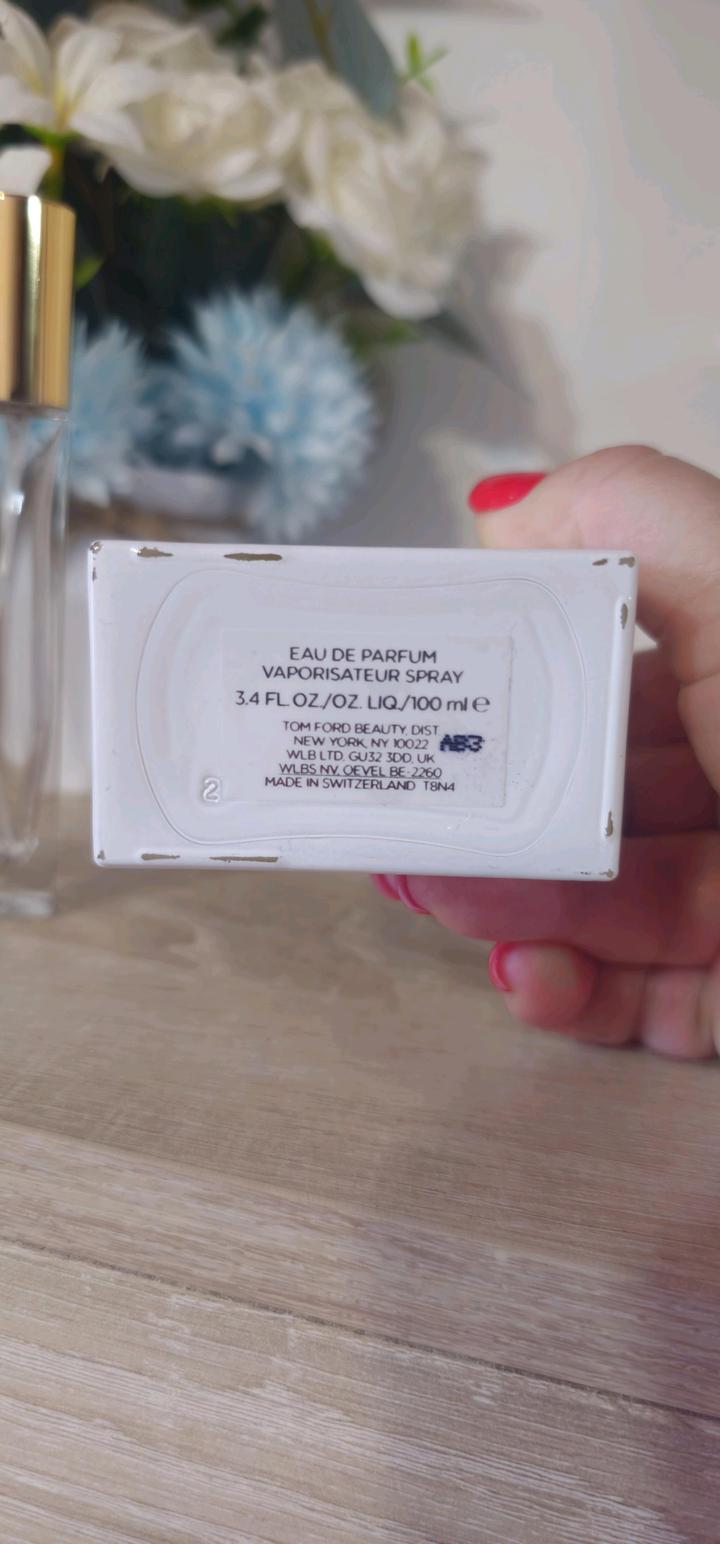 EAU DE PARFUM
VAPORISATEUR SPRAY
3.4 FL.OZ./OZ. LIQ./100 ml ℮
TOM FORD BEAUTY, DIST
NEW YORK, NY 10022
AB3
WLB LTD, GU32 3DD, UK
WLBS NV, OEVEL BE-2260
MADE IN SWITZERLAND T8N4
2